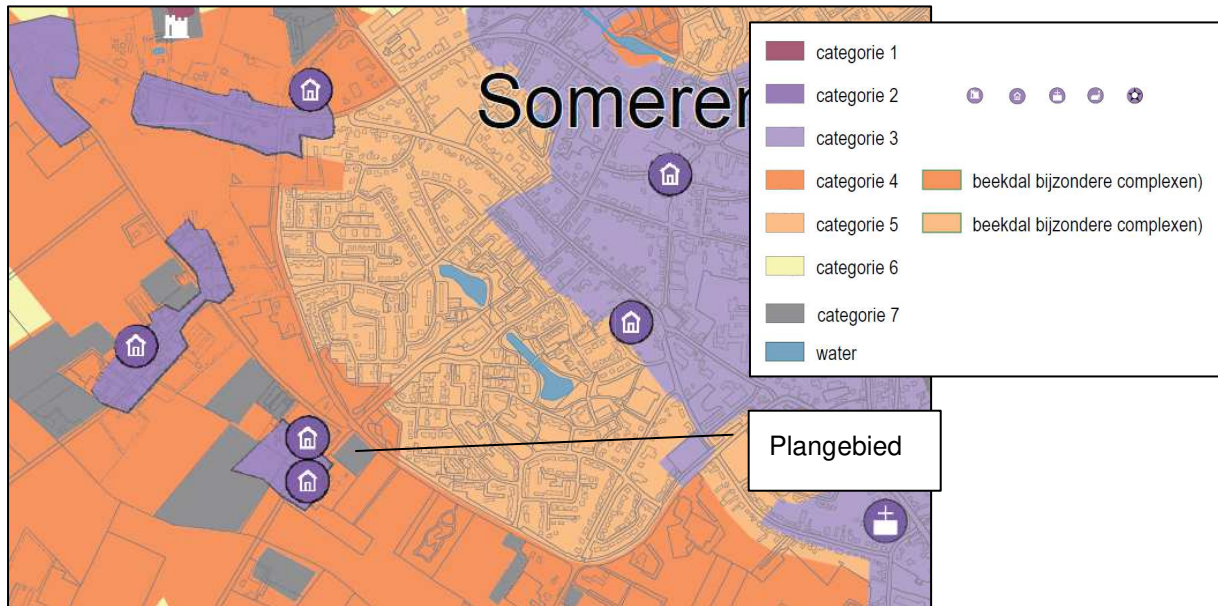 Someren
categorie 1
categorie 2
categorie 3
categorie 4
beekdal bijzondere complexen)
categorie 5
beekdal bijzondere complexen)
categorie 6
categorie 7
water
Plangebied